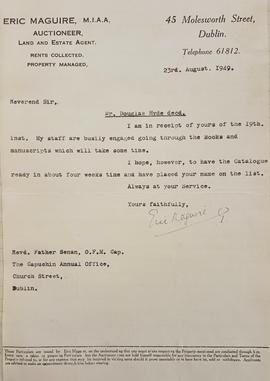 ERIC MAGUIRE, M.I.A.A.
AUCTIONEER,
LAND AND ESTATE AGENT.
RENTS COLLECTED,
PROPERTY MANAGED,
45 Molesworth Street,
Dublin.
Telephone 61812.
23rd. August. 1949.
Reverend Sir,
Mr. Douglas Hyde decd.
I am in receipt of yours of the 19th.
inst. My staff are busily engaged going through the Books and
manuscripts which will take some time.
I hope, however, to have the Catalogue
ready in about four weeks time and have placed your name on the list.
Always at your Service.
Yours faithfully,
Eric Maguire
Revd. Father Senan, O.F.M. Cap.
The Capuchin Annual Office,
Church Street,
Dublin.